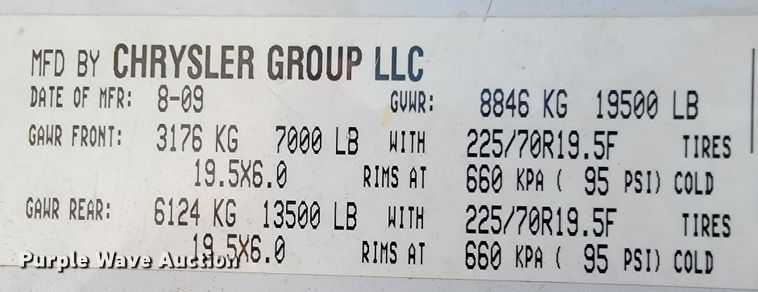 MFD BY CHRYSLER GROUP LLC
DATE OF MFR: 8-09 GVWR: 8846 KG 19500 LB
GAWR FRONT: 3176 KG 7000 LB WITH 225/70R19.5F TIRES
19.5X6.0 RIMS AT 660 KPA ( 95 PSI) COLD
GAWR REAR: 6124 KG 13500 LB WITH 225/70R19.5F TIRES
19.5X6.0 RIMS AT 660 KPA ( 95 PSI) COLD
Purple Wave Auction